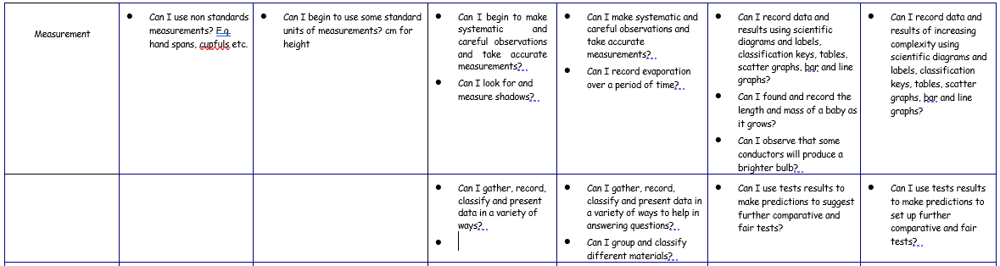 Measurement
Can I use non standards
measurements? E.g.
hand spans, cupfuls etc.
Can I begin to use some standard
units of measurements? cm for
height
Can I begin to make
systematic and
careful observations
and take accurate
measurements?
Can I look for and
measure shadows?
Can I make systematic and
careful observations and
take accurate
measurements?
Can I record evaporation
over a period of time?
Can I record data and
results using scientific
diagrams and labels,
classification keys, tables,
scatter graphs, bar and line
graphs?
Can I found and record the
length and mass of a baby as
it grows?
Can I observe that some
conductors will produce a
brighter bulb?
Can I record data and
results of increasing
complexity using
scientific diagrams and
labels, classification
keys, tables, scatter
graphs, bar and line
graphs?
Can I gather, record,
classify and present
data in a variety of
ways?
Can I gather, record,
classify and present data in
a variety of ways to help in
answering questions?
Can I group and classify
different materials?
Can I use tests results to
make predictions to suggest
further comparative and
fair tests?
Can I use tests results
to make predictions to
set up further
comparative and fair
tests?